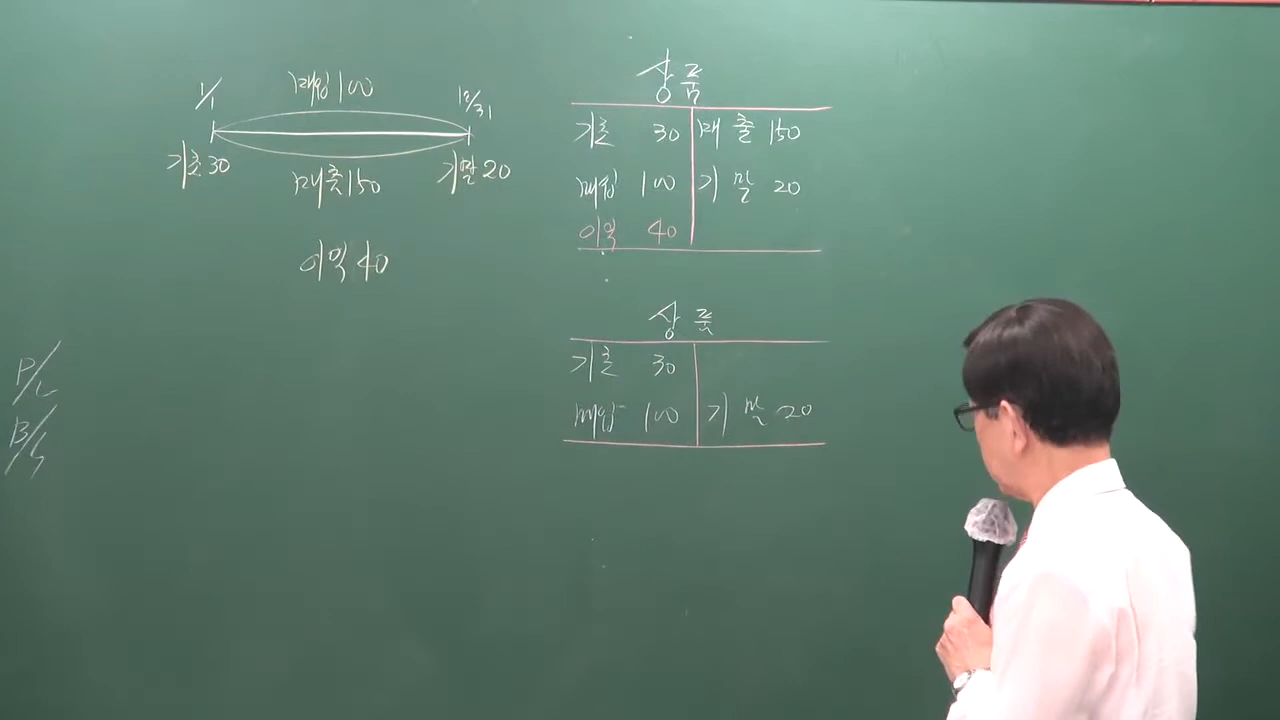 매입 100
1/1
12/31
기초 30
매출 150
기말 20
이익 40
P/L
B/S
상품
기초 30 매출 150
매입 100 기말 20
이익 40
상품
기초 30
매입 100 기말 20